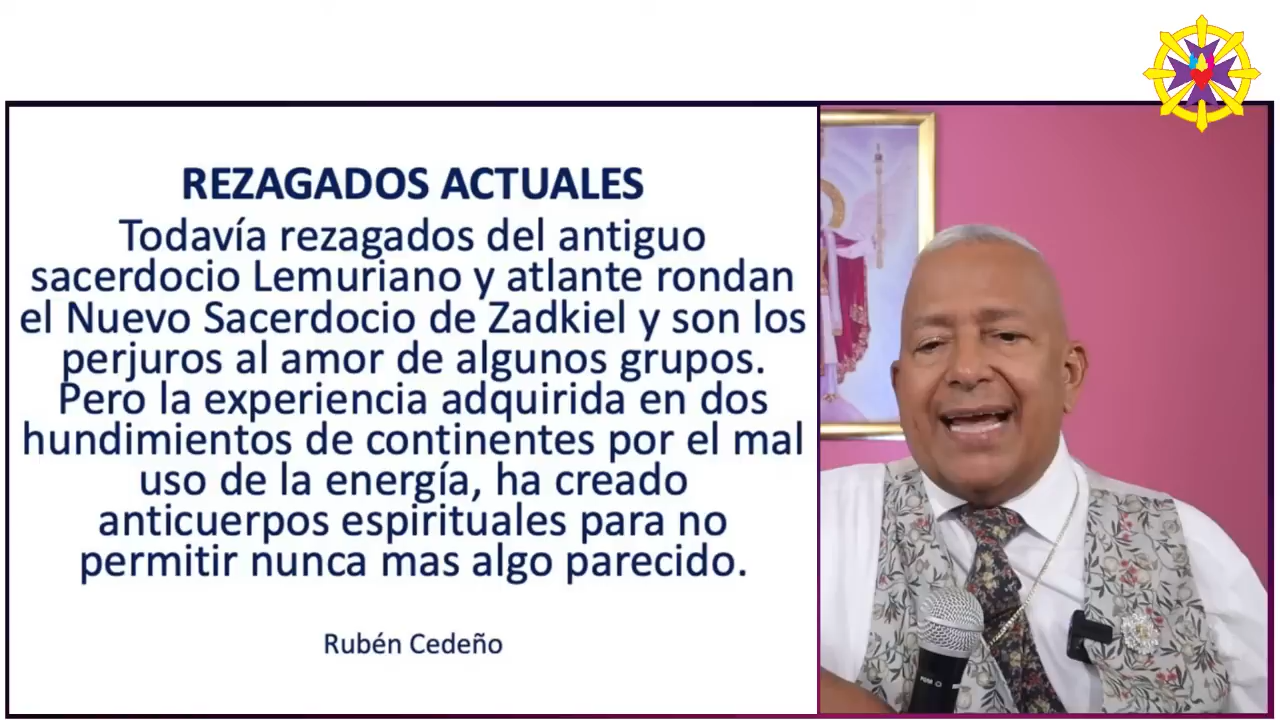 REZAGADOS ACTUALES
Todavía rezagados del antiguo
sacerdocio Lemuriano y atlante rondan
el Nuevo Sacerdocio de Zadkiel y son los
perjuros al amor de algunos grupos.
Pero la experiencia adquirida en dos
hundimientos de continentes por el mal
uso de la energía, ha creado
anticuerpos espirituales para no
permitir nunca mas algo parecido.
Rubén Cedeño